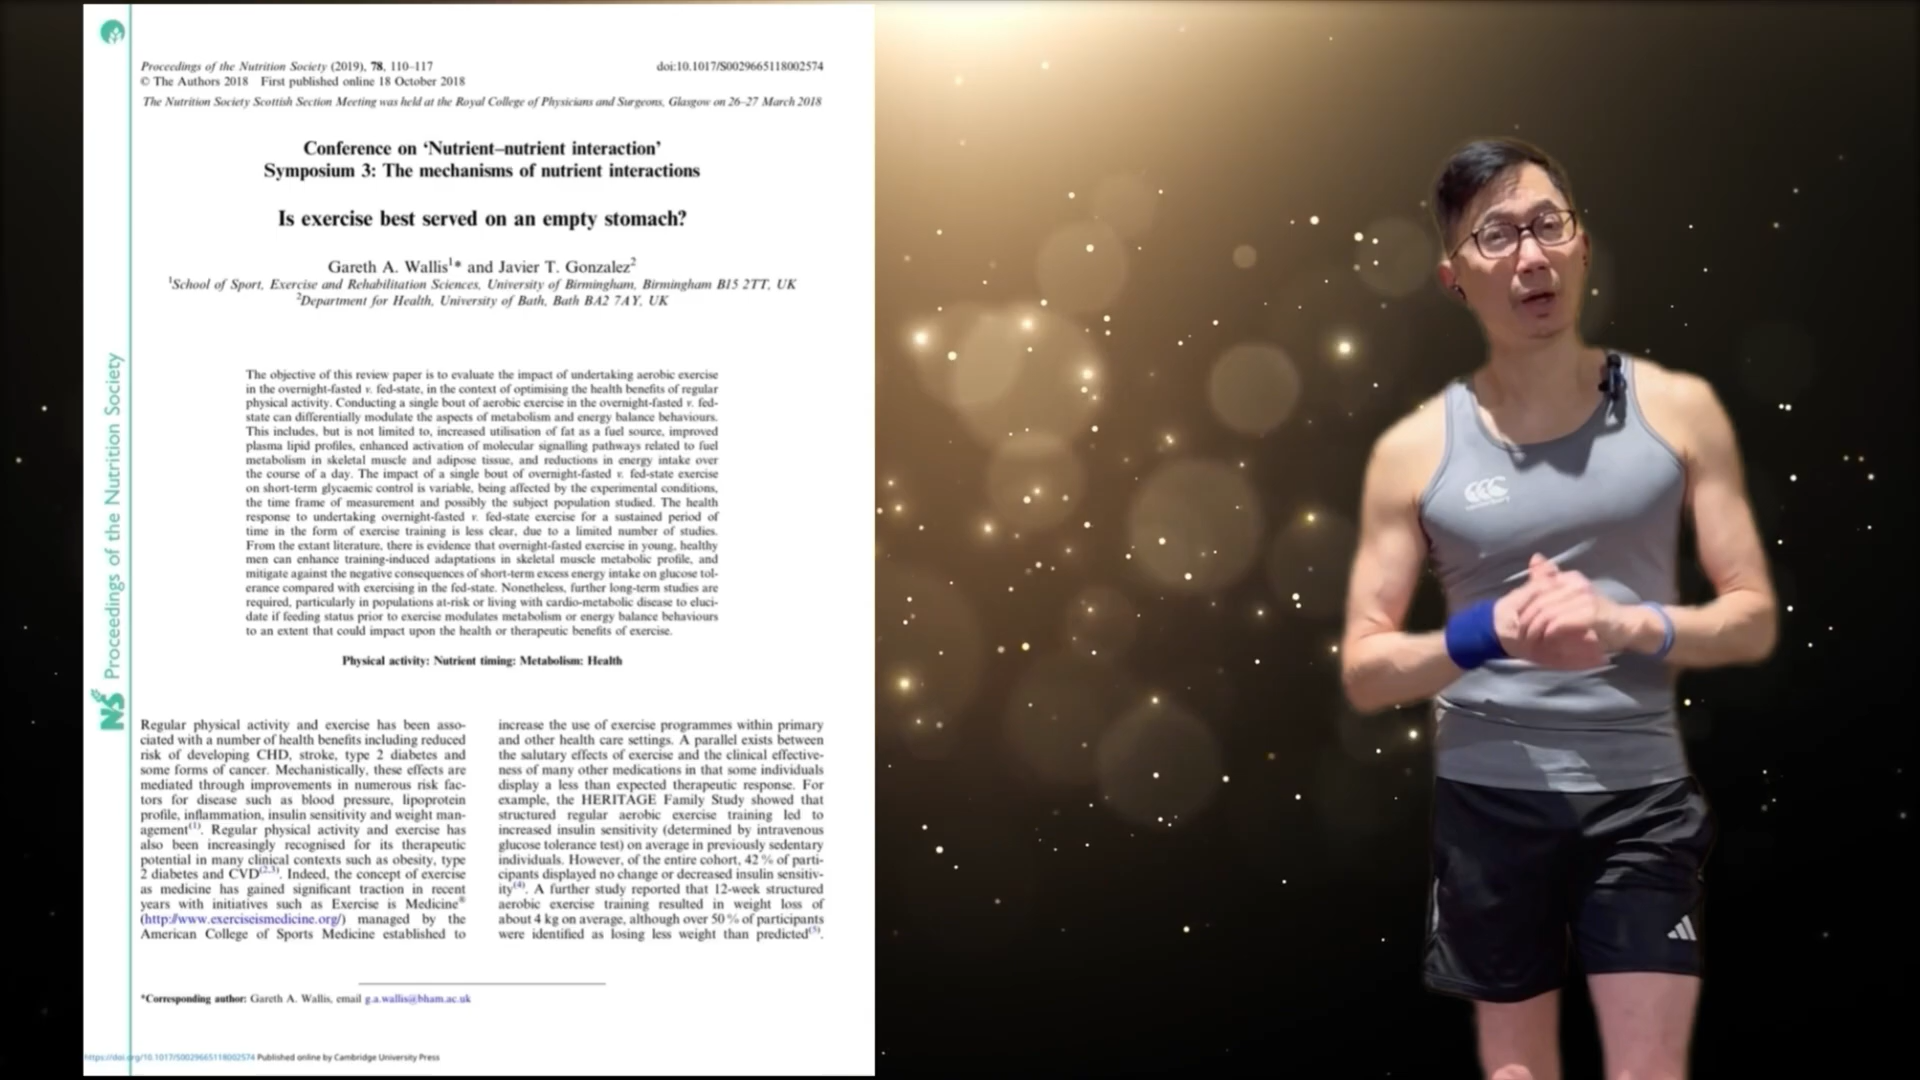 Proceedings of the Nutrition Society (2019), 78, 110–117
doi:10.1017/S0029665118002574
© The Authors 2018 First published online 18 October 2018
The Nutrition Society Scottish Section Meeting was held at the Royal College of Physicians and Surgeons, Glasgow on 26–27 March 2018
Conference on ‘Nutrient–nutrient interaction’
Symposium 3: The mechanisms of nutrient interactions
Is exercise best served on an empty stomach?
Gareth A. Wallis1* and Javier T. Gonzalez2
1School of Sport, Exercise and Rehabilitation Sciences, University of Birmingham, Birmingham B15 2TT, UK
2Department for Health, University of Bath, Bath BA2 7AY, UK
The objective of this review paper is to evaluate the impact of undertaking aerobic exercise
in the overnight-fasted v. fed-state, in the context of optimising the health benefits of regular
physical activity. Conducting a single bout of aerobic exercise in the overnight-fasted v. fed-
state can differentially modulate the aspects of metabolism and energy balance behaviours.
This includes, but is not limited to, increased utilisation of fat as a fuel source, improved
plasma lipid profiles, enhanced activation of molecular signalling pathways related to fuel
metabolism in skeletal muscle and adipose tissue, and reductions in energy intake over
the course of a day. The impact of a single bout of overnight-fasted v. fed-state exercise
on short-term glycaemic control is variable, being affected by the experimental conditions,
the time frame of measurement and possibly the subject population studied. The health
response to undertaking overnight-fasted v. fed-state exercise for a sustained period of
time in the form of exercise training is less clear, due to a limited number of studies.
From the extant literature, there is evidence that overnight-fasted exercise in young, healthy
men can enhance training-induced adaptations in skeletal muscle metabolic profile, and
mitigate against the negative consequences of short-term excess energy intake on glucose tol-
erance compared with exercising in the fed-state. Nonetheless, further long-term studies are
required, particularly in populations at-risk or living with cardio-metabolic disease to eluci-
date if feeding status prior to exercise modulates metabolism or energy balance behaviours
to an extent that could impact upon the health or therapeutic benefits of exercise.
Physical activity: Nutrient timing: Metabolism: Health
Regular physical activity and exercise has been asso-
ciated with a number of health benefits including reduced
risk of developing CHD, stroke, type 2 diabetes and
some forms of cancer. Mechanistically, these effects are
mediated through improvements in numerous risk fac-
tors for disease such as blood pressure, lipoprotein
profile, inflammation, insulin sensitivity and weight man-
agement(1). Regular physical activity and exercise has
also been increasingly recognised for its therapeutic
potential in many clinical contexts such as obesity, type
2 diabetes and CVD(2,3). Indeed, the concept of exercise
as medicine has gained significant traction in recent
years with initiatives such as Exercise is Medicine®
(http://www.exerciseismedicine.org/) managed by the
American College of Sports Medicine established to
increase the use of exercise programmes within primary
and other health care settings. A parallel exists between
the salutary effects of exercise and the clinical effective-
ness of many other medications in that some individuals
display a less than expected therapeutic response. For
example, the HERITAGE Family Study showed that
structured regular aerobic exercise training led to
increased insulin sensitivity (determined by intravenous
glucose tolerance test) on average in previously sedentary
individuals. However, of the entire cohort, 42 % of parti-
cipants displayed no change or decreased insulin sensitiv-
ity(4). A further study reported that 12-week structured
aerobic exercise training resulted in weight loss of
about 4 kg on average, although over 50 % of participants
were identified as losing less weight than predicted(5).
*Corresponding author: Gareth A. Wallis, email g.a.wallis@bham.ac.uk
https://doi.org/10.1017/S0029665118002574 Published online by Cambridge University Press
NS Proceedings of the Nutrition Society